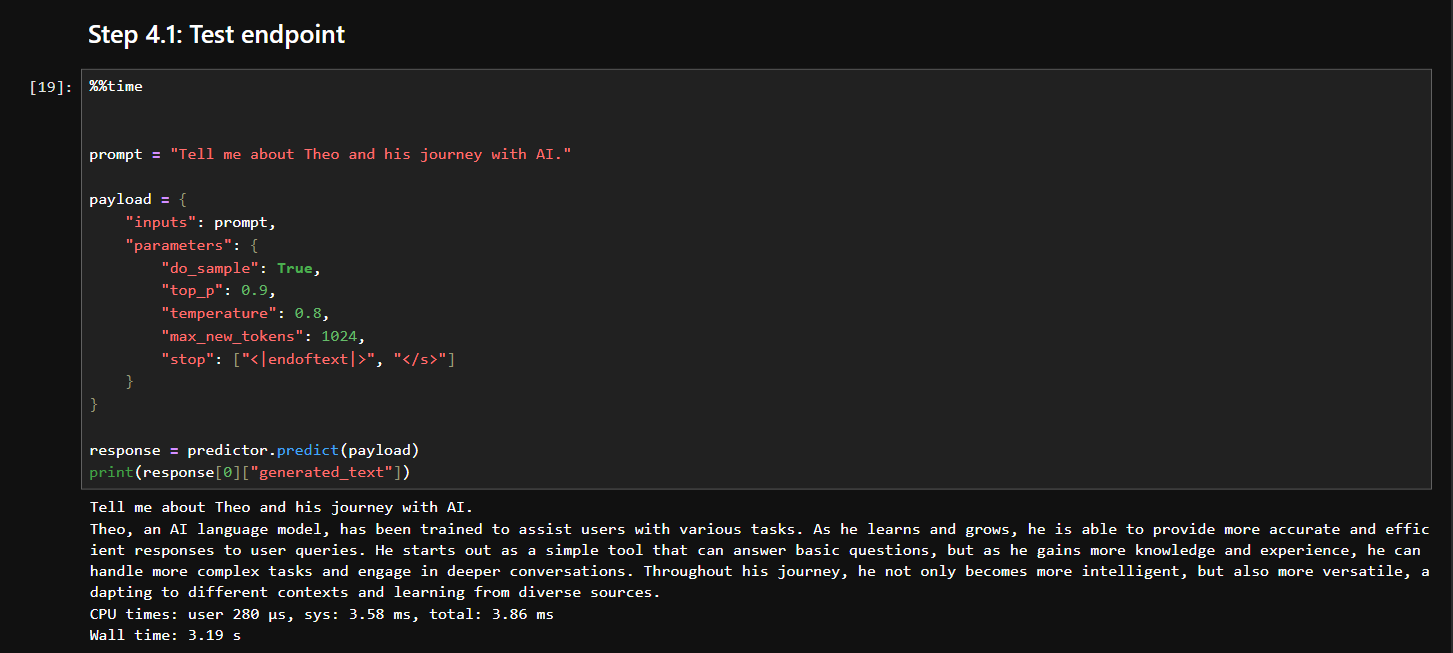 Step 4.1: Test endpoint
[19]:
%%time
prompt = "Tell me about Theo and his journey with AI."
payload = {
    "inputs": prompt,
    "parameters": {
        "do_sample": True,
        "top_p": 0.9,
        "temperature": 0.8,
        "max_new_tokens": 1024,
        "stop": ["<|endoftext|>", "</s>"]
    }
}
response = predictor.predict(payload)
print(response[0]["generated_text"])
Tell me about Theo and his journey with AI.
Theo, an AI language model, has been trained to assist users with various tasks. As he learns and grows, he is able to provide more accurate and effic
ient responses to user queries. He starts out as a simple tool that can answer basic questions, but as he gains more knowledge and experience, he can
handle more complex tasks and engage in deeper conversations. Throughout his journey, he not only becomes more intelligent, but also more versatile, a
dapting to different contexts and learning from diverse sources.
CPU times: user 280 µs, sys: 3.58 ms, total: 3.86 ms
Wall time: 3.19 s